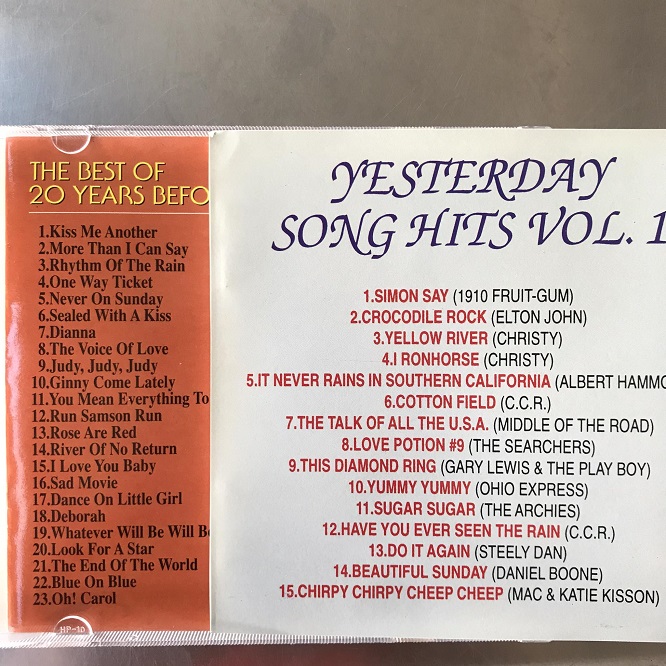 THE BEST OF
20 YEARS BEFO
1.Kiss Me Another
2.More Than I Can Say
3.Rhythm Of The Rain
4.One Way Ticket
5.Never On Sunday
6.Sealed With A Kiss
7.Dianna
8.The Voice Of Love
9.Judy, Judy, Judy
10.Ginny Come Lately
11.You Mean Everything To
12.Run Samson Run
13.Rose Are Red
14.River Of No Return
15.I Love You Baby
16.Sad Movie
17.Dance On Little Girl
18.Deborah
19.Whatever Will Be Will Be
20.Look For A Star
21.The End Of The World
22.Blue On Blue
23.Oh! Carol
HP-10
YESTERDAY
SONG HITS VOL. 1
1.SIMON SAY (1910 FRUIT-GUM)
2.CROCODILE ROCK (ELTON JOHN)
3.YELLOW RIVER (CHRISTY)
4.I RONHORSE (CHRISTY)
5.IT NEVER RAINS IN SOUTHERN CALIFORNIA (ALBERT HAMMO
6.COTTON FIELD (C.C.R.)
7.THE TALK OF ALL THE U.S.A. (MIDDLE OF THE ROAD)
8.LOVE POTION #9 (THE SEARCHERS)
9.THIS DIAMOND RING (GARY LEWIS & THE PLAY BOY)
10.YUMMY YUMMY (OHIO EXPRESS)
11.SUGAR SUGAR (THE ARCHIES)
12.HAVE YOU EVER SEEN THE RAIN (C.C.R.)
13.DO IT AGAIN (STEELY DAN)
14.BEAUTIFUL SUNDAY (DANIEL BOONE)
15.CHIRPY CHIRPY CHEEP CHEEP (MAC & KATIE KISSON)